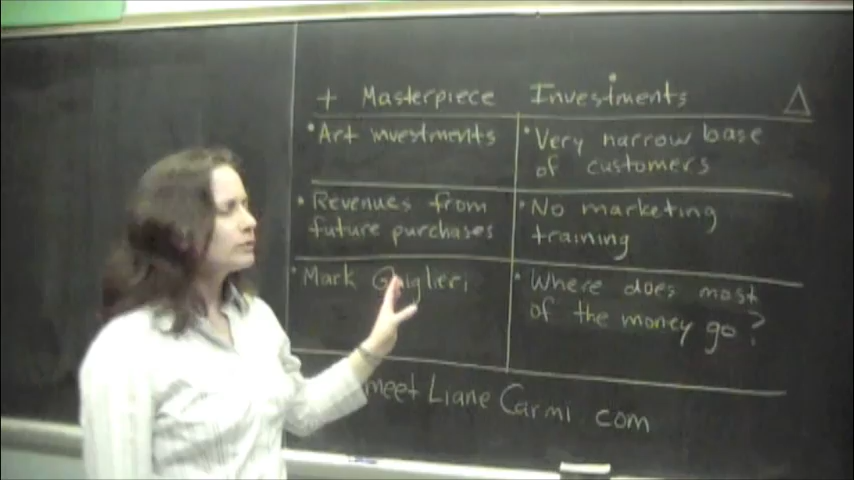 + Masterpiece Investments Δ
• Art investments
• Very narrow base
of customers
• Revenues from
future purchases
• No marketing
training
• Mark
• Where does most
of the money go?
meet Liane Carmi com